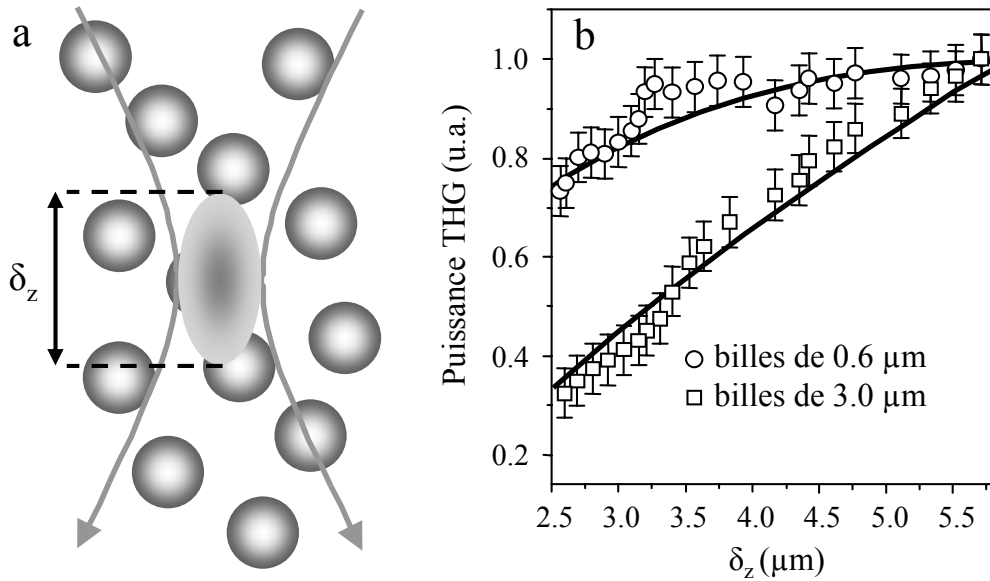 a
δz
b
Puissance THG (u.a.)
1.0
0.8
0.6
0.4
0.2
billes de 0.6 µm
billes de 3.0 µm
2.5 3.0 3.5 4.0 4.5 5.0 5.5
δz (µm)